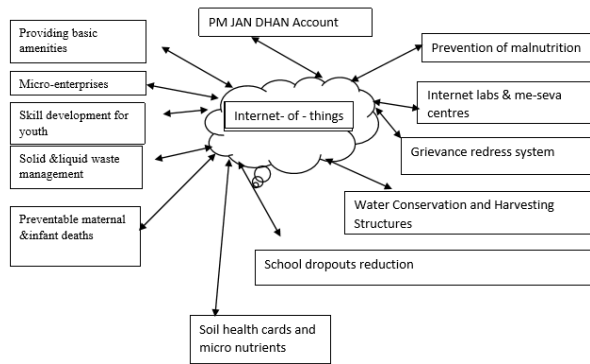 PM JAN DHAN Account
Providing basic
amenities
Prevention of malnutrition
Micro-enterprises
Internet labs & me-seva
centres
Skill development for
youth
Internet- of - things
Grievance redress system
Solid &liquid waste
management
Water Conservation and Harvesting
Structures
Preventable maternal
&infant deaths
School dropouts reduction
Soil health cards and
micro nutrients